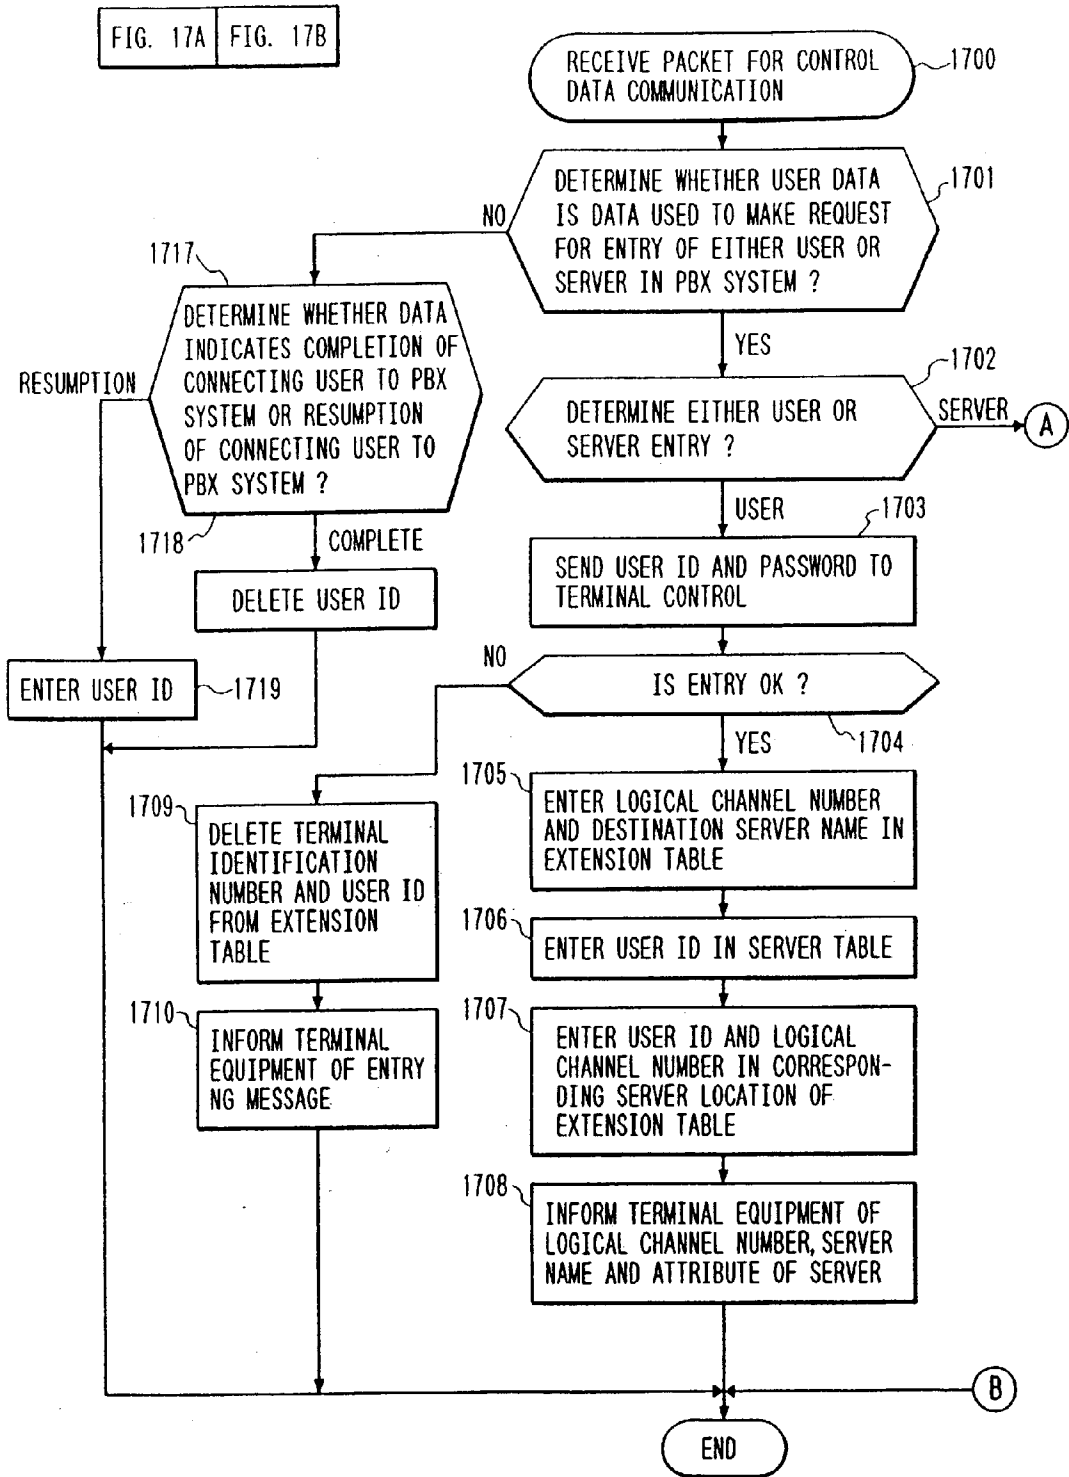 FIG. 17A FIG. 17B
RECEIVE PACKET FOR CONTROL
DATA COMMUNICATION
1700
DETERMINE WHETHER USER DATA
IS DATA USED TO MAKE REQUEST
FOR ENTRY OF EITHER USER OR
SERVER IN PBX SYSTEM ?
1701
NO
YES
1717
DETERMINE WHETHER DATA
INDICATES COMPLETION OF
CONNECTING USER TO PBX
SYSTEM OR RESUMPTION
OF CONNECTING USER TO
PBX SYSTEM ?
RESUMPTION
1702
DETERMINE EITHER USER OR
SERVER ENTRY ?
SERVER
A
1718
COMPLETE
DELETE USER ID
USER
1703
SEND USER ID AND PASSWORD TO
TERMINAL CONTROL
ENTER USER ID
1719
NO
IS ENTRY OK ?
1704
YES
1705
ENTER LOGICAL CHANNEL NUMBER
AND DESTINATION SERVER NAME IN
EXTENSION TABLE
1709
DELETE TERMINAL
IDENTIFICATION
NUMBER AND USER ID
FROM EXTENSION
TABLE
1706
ENTER USER ID IN SERVER TABLE
1710
INFORM TERMINAL
EQUIPMENT OF ENTRY
NG MESSAGE
1707
ENTER USER ID AND LOGICAL
CHANNEL NUMBER IN CORRESPON-
DING SERVER LOCATION OF
EXTENSION TABLE
1708
INFORM TERMINAL EQUIPMENT OF
LOGICAL CHANNEL NUMBER, SERVER
NAME AND ATTRIBUTE OF SERVER
B
END